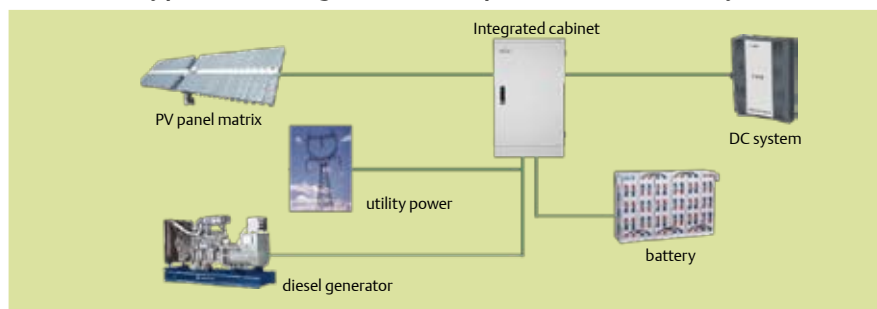 Integrated cabinet
PV panel matrix
DC system
utility power
battery
diesel generator